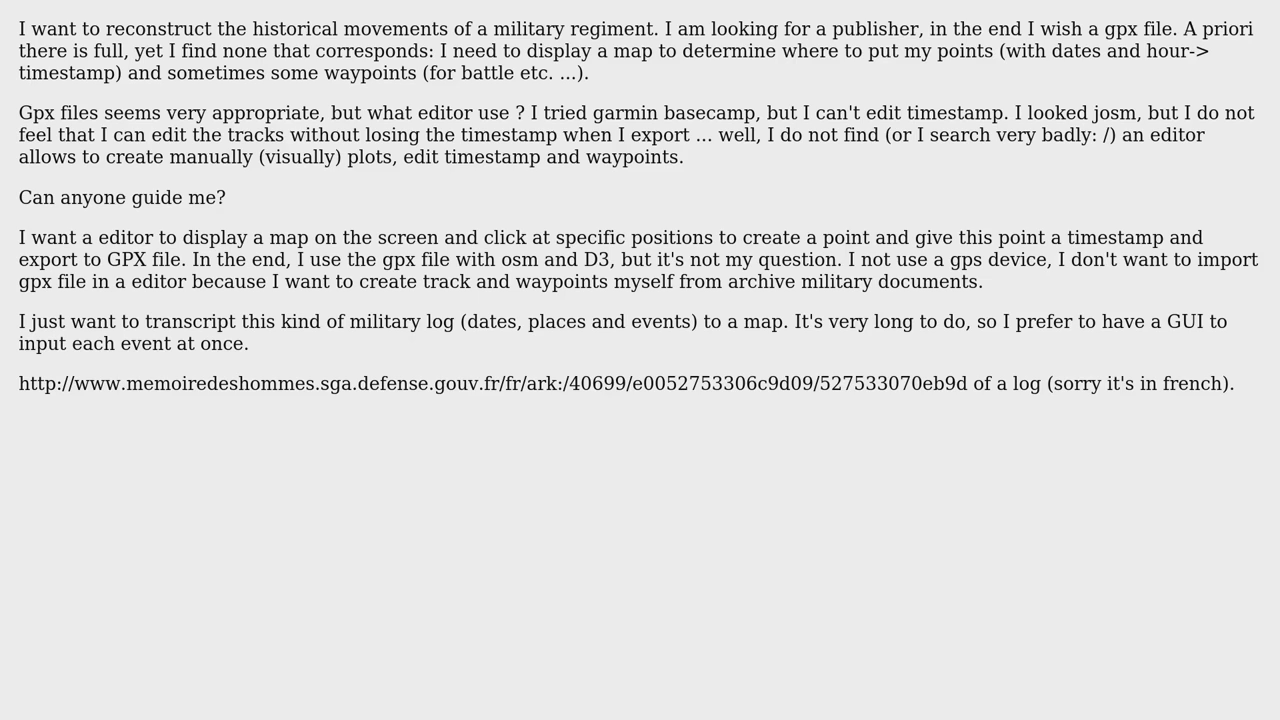 I want to reconstruct the historical movements of a military regiment. I am looking for a publisher, in the end I wish a gpx file. A priori
there is full, yet I find none that corresponds: I need to display a map to determine where to put my points (with dates and hour->
timestamp) and sometimes some waypoints (for battle etc. ...).
Gpx files seems very appropriate, but what editor use ? I tried garmin basecamp, but I can't edit timestamp. I looked josm, but I do not
feel that I can edit the tracks without losing the timestamp when I export ... well, I do not find (or I search very badly: /) an editor
allows to create manually (visually) plots, edit timestamp and waypoints.
Can anyone guide me?
I want a editor to display a map on the screen and click at specific positions to create a point and give this point a timestamp and
export to GPX file. In the end, I use the gpx file with osm and D3, but it's not my question. I not use a gps device, I don't want to import
gpx file in a editor because I want to create track and waypoints myself from archive military documents.
I just want to transcript this kind of military log (dates, places and events) to a map. It's very long to do, so I prefer to have a GUI to
input each event at once.
http://www.memoiredeshommes.sga.defense.gouv.fr/fr/ark:/40699/e0052753306c9d09/527533070eb9d of a log (sorry it's in french).